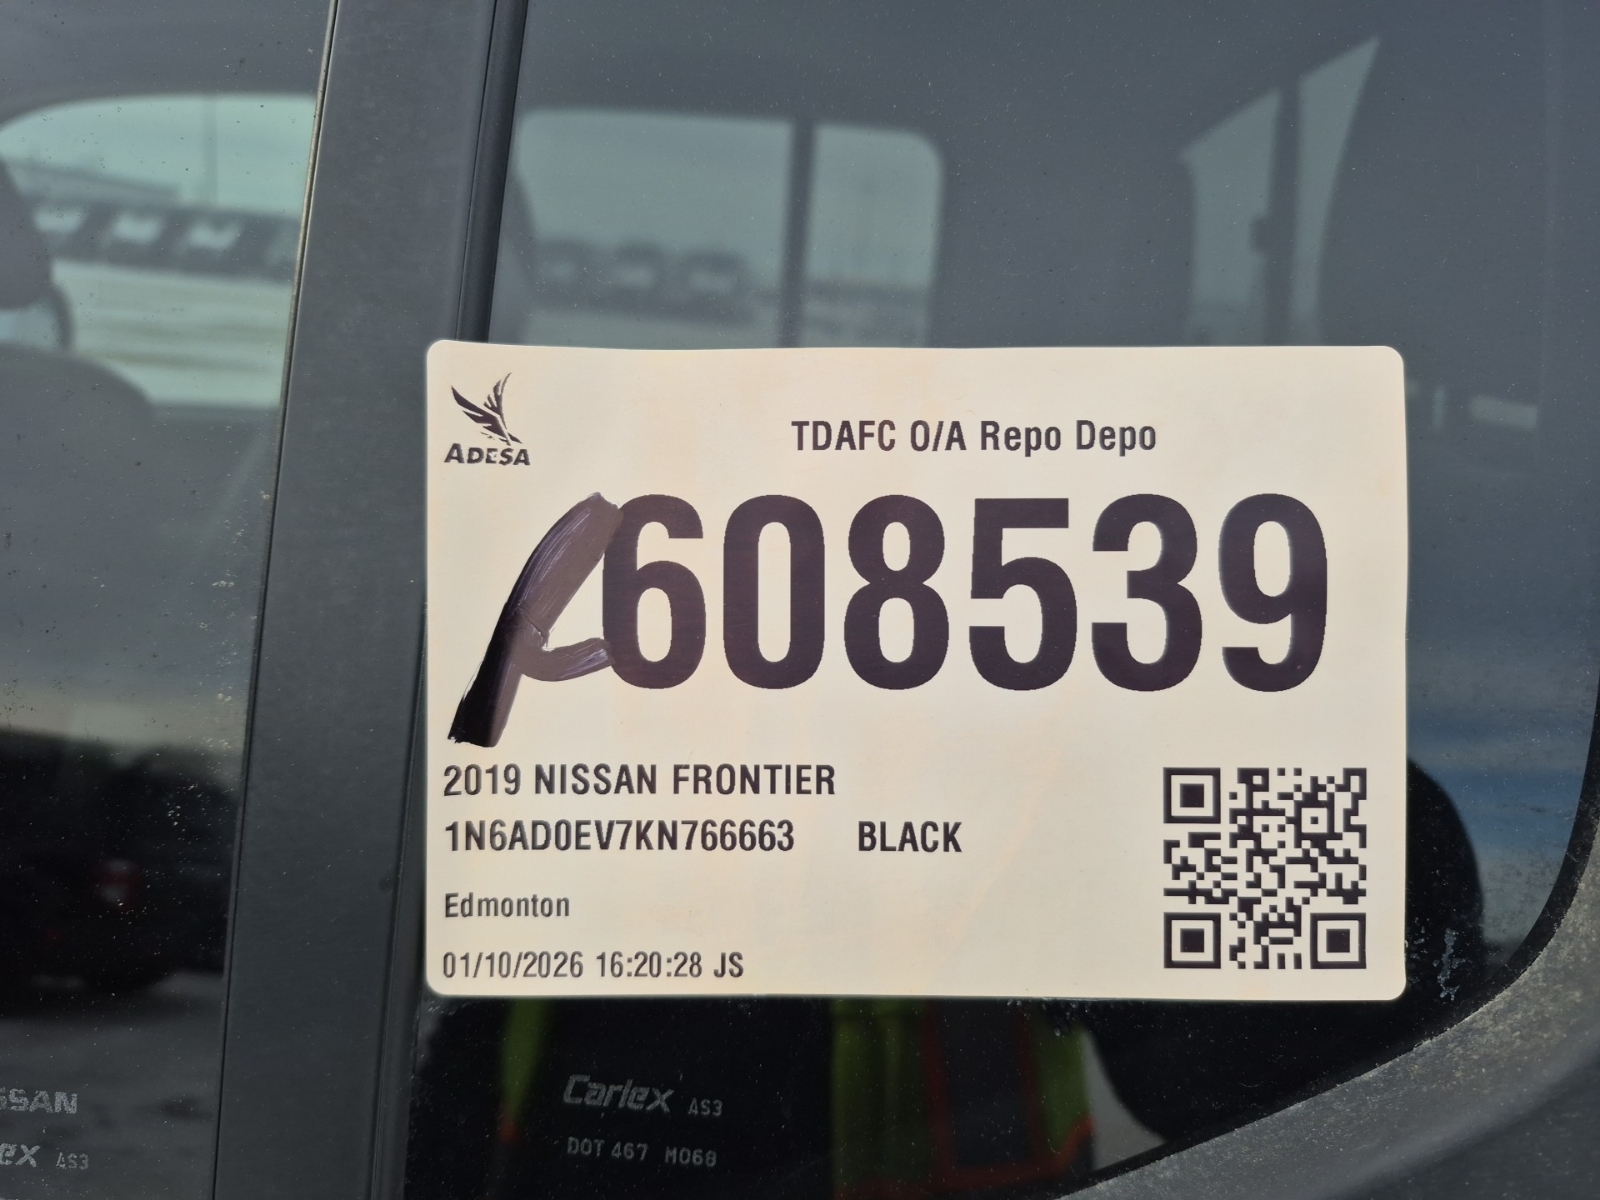 ADESA
TDAFC O/A Repo Depo
608539
2019 NISSAN FRONTIER
1N6AD0EV7KN766663 BLACK
Edmonton
01/10/2026 16:20:28 JS
Carlex AS3
DOT 467 M068
SSAN
ex AS3